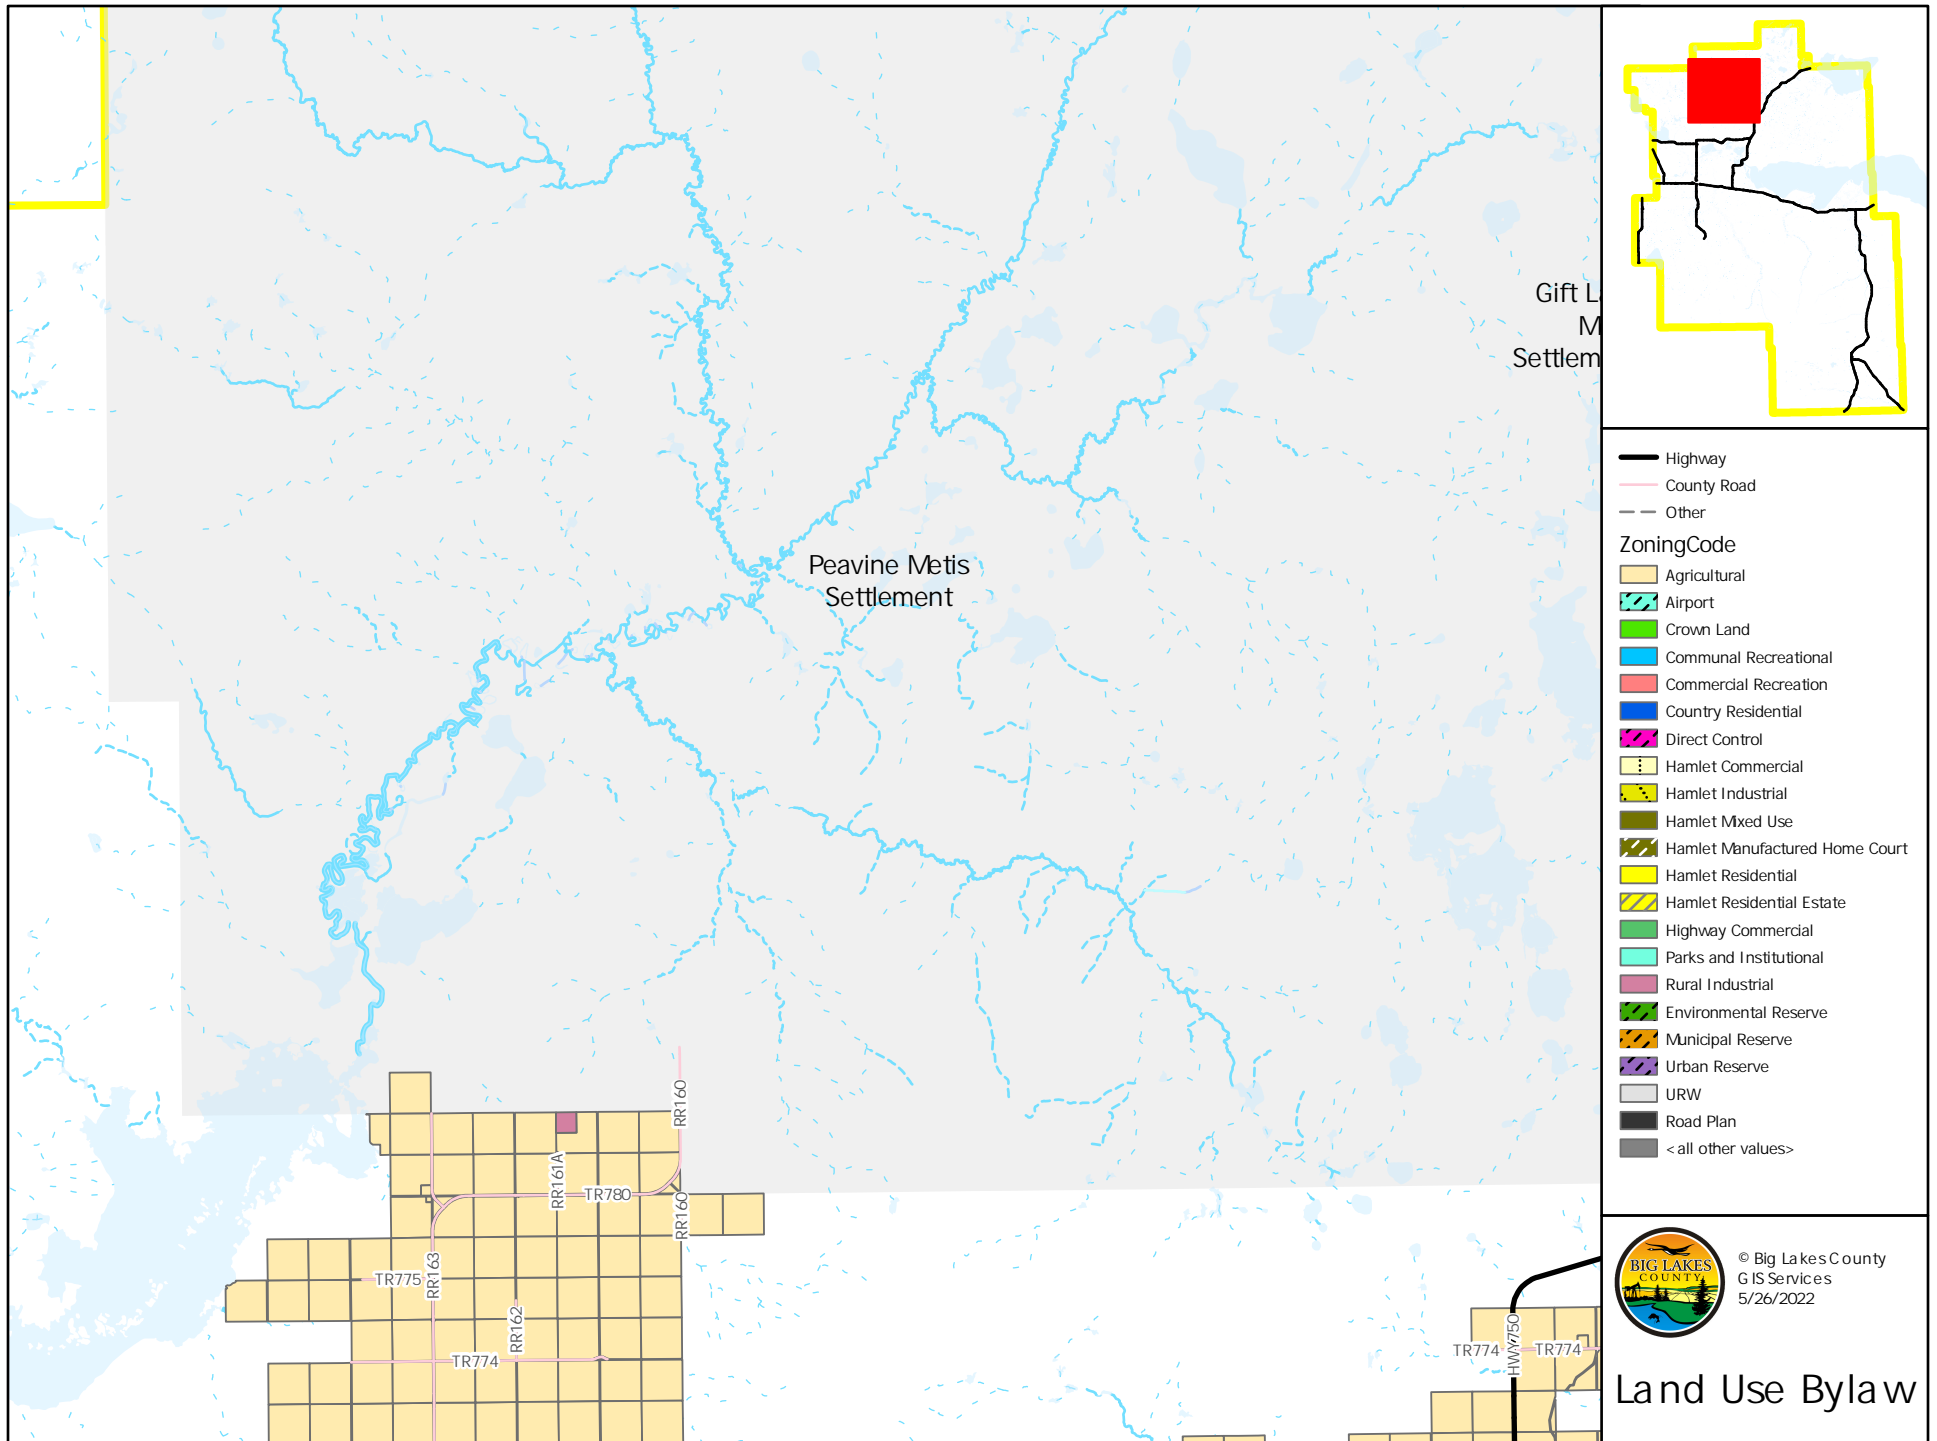 Gift L
M
Settlem
Peavine Metis
Settlement
RR160
RR161A
TR780
RR160
RR163
TR775
RR162
TR774
HWY750
TR774
TR774
Highway
County Road
Other
ZoningCode
Agricultural
Airport
Crown Land
Communal Recreational
Commercial Recreation
Country Residential
Direct Control
Hamlet Commercial
Hamlet Industrial
Hamlet Mixed Use
Hamlet Manufactured Home Court
Hamlet Residential
Hamlet Residential Estate
Highway Commercial
Parks and Institutional
Rural Industrial
Environmental Reserve
Municipal Reserve
Urban Reserve
URW
Road Plan
<all other values>
BIG LAKES
COUNTY
© Big Lakes County
GIS Services
5/26/2022
Land Use Bylaw